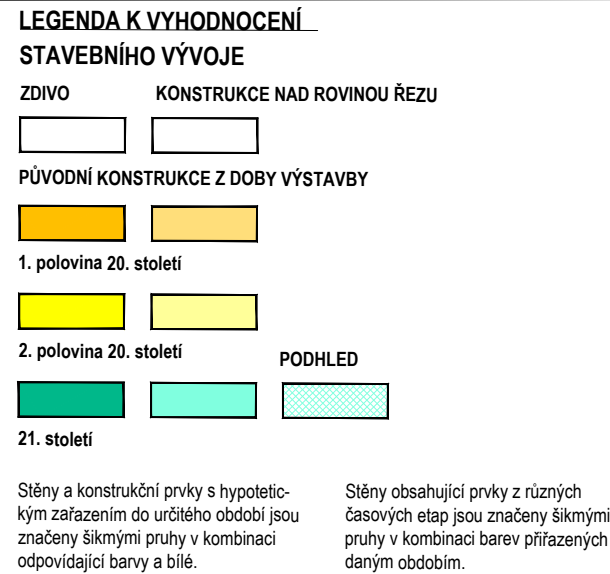 LEGENDA K VYHODNOCENÍ
STAVEBNÍHO VÝVOJE
ZDIVO KONSTRUKCE NAD ROVINOU ŘEZU
PŮVODNÍ KONSTRUKCE Z DOBY VÝSTAVBY
1. polovina 20. století
2. polovina 20. století
PODHLED
21. století
Stěny a konstrukční prvky s hypotetic-
kým zařazením do určitého období jsou
značeny šikmými pruhy v kombinaci
odpovídající barvy a bílé.
Stěny obsahující prvky z různých
časových etap jsou značeny šikmými
pruhy v kombinaci barev přiřazených
daným obdobím.